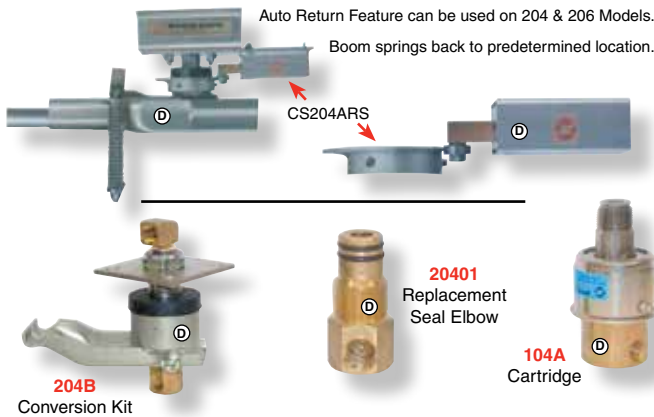 Auto Return Feature can be used on 204 & 206 Models.
Boom springs back to predetermined location.
D
CS204ARS
D
D
204B
Conversion Kit
D
20401
Replacement
Seal Elbow
D
104A
Cartridge